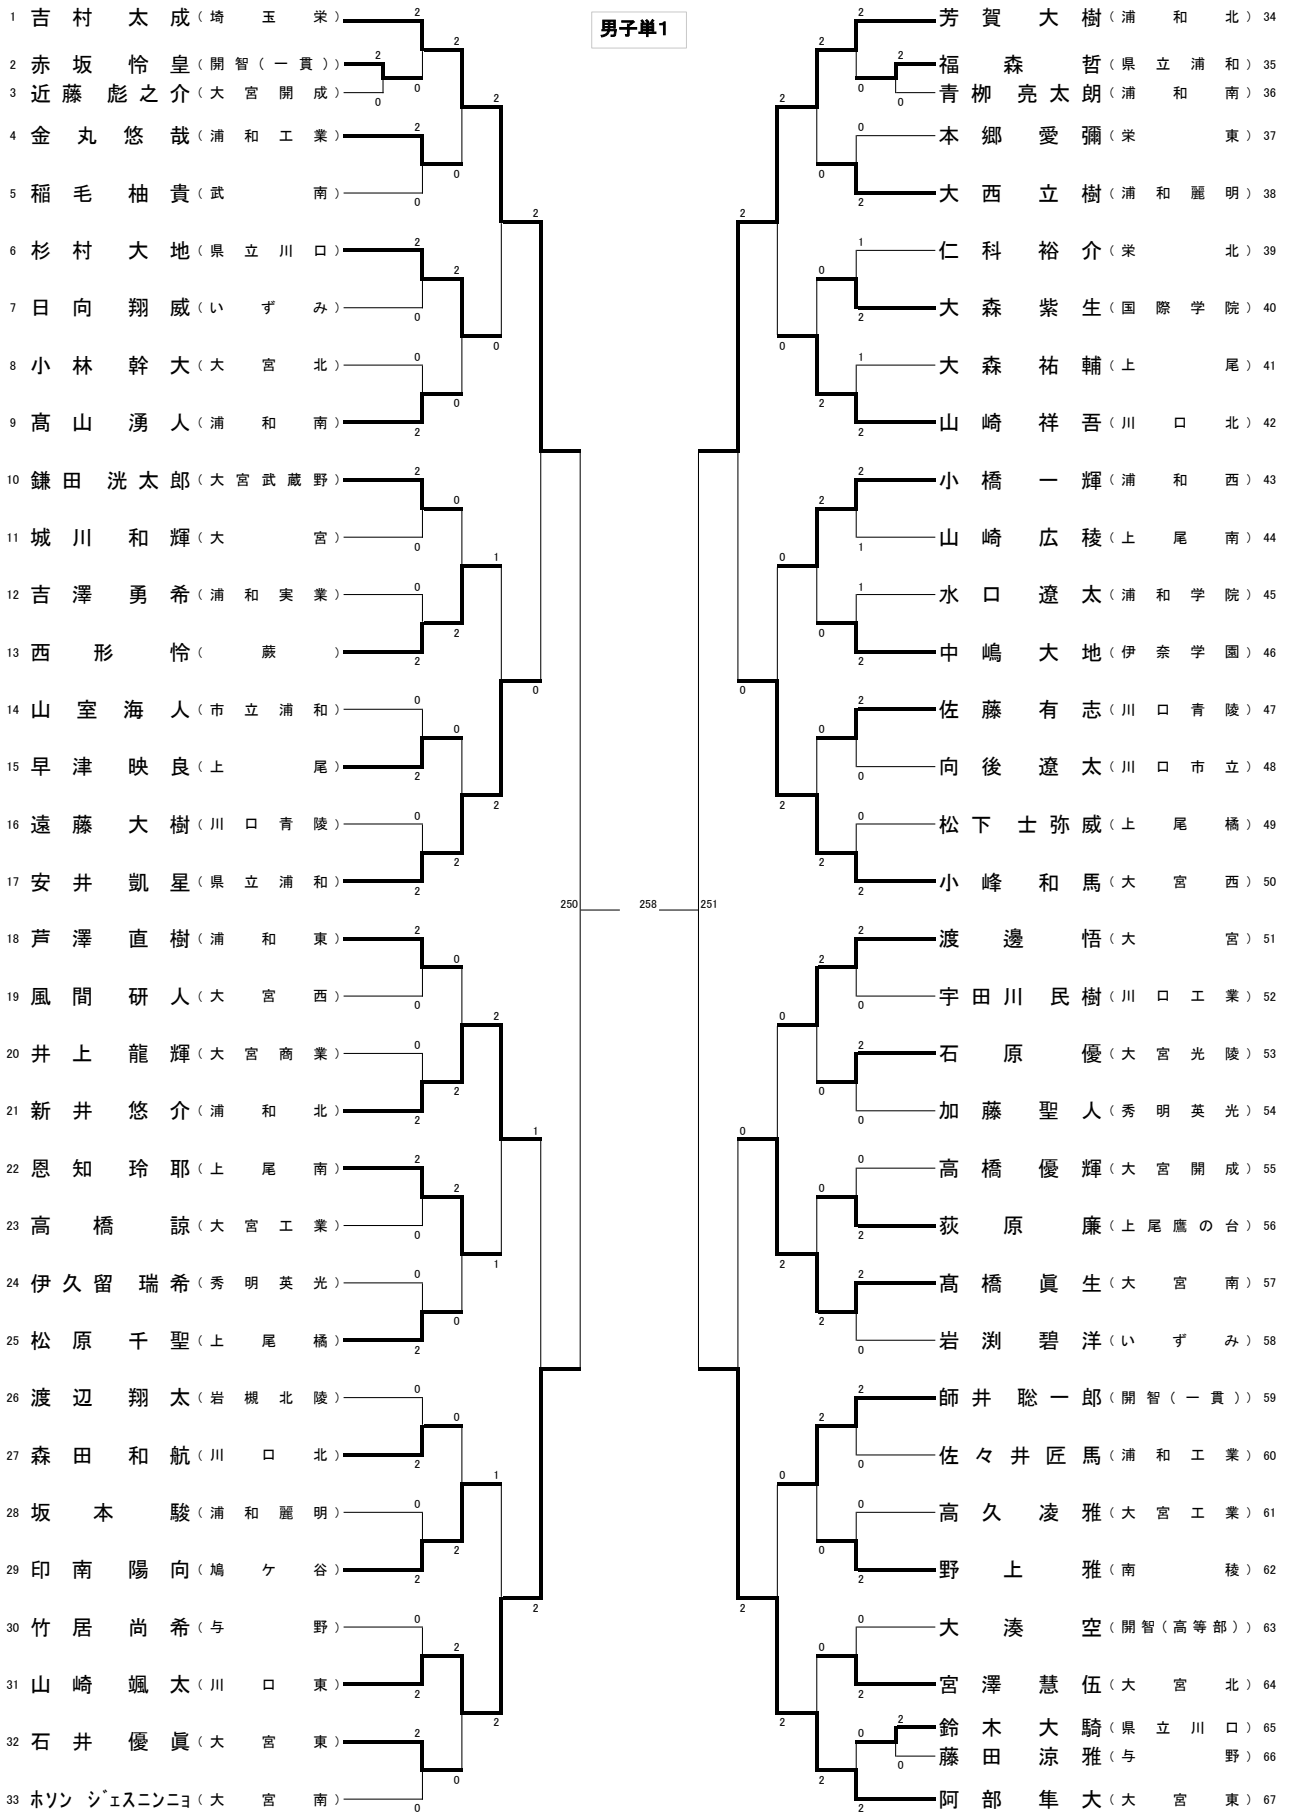 男子単1
1 吉村 太成 (埼玉栄)
2 赤坂 怜皇 (開智(一貫))
3 近藤 彪之介 (大宮開成)
4 金丸 悠哉 (浦和工業)
5 稲毛 柚貴 (武南)
6 杉村 大地 (県立川口)
7 日向 翔威 (いずみ)
8 小林 幹大 (大宮北)
9 髙山 湧人 (浦和南)
10 鎌田 洸太郎 (大宮武蔵野)
11 城川 和輝 (大宮)
12 吉澤 勇希 (浦和実業)
13 西形 怜 (蕨)
14 山室 海人 (市立浦和)
15 早津 映良 (上尾)
16 遠藤 大樹 (川口青陵)
17 安井 凱星 (県立浦和)
18 芦澤 直樹 (浦和東)
19 風間 研人 (大宮西)
20 井上 龍輝 (大宮商業)
21 新井 悠介 (浦和北)
22 恩知 玲耶 (上尾南)
23 高橋 諒 (大宮工業)
24 伊久留 瑞希 (秀明英光)
25 松原 千聖 (上尾橘)
26 渡辺 翔太 (岩槻北陵)
27 森田 和航 (川口北)
28 坂本 駿 (浦和麗明)
29 印南 陽向 (鳩ケ谷)
30 竹居 尚希 (与野)
31 山崎 颯太 (川口東)
32 石井 優眞 (大宮東)
33 ホソン ジェスニンニョ (大宮南)
250 258 251
芳賀 大樹 (浦和北) 34
福森 哲 (県立浦和) 35
青栁 亮太朗 (浦和南) 36
本郷 愛彌 (栄東) 37
大西 立樹 (浦和麗明) 38
仁科 裕介 (栄北) 39
大森 紫生 (国際学院) 40
大森 祐輔 (上尾) 41
山崎 祥吾 (川口北) 42
小橋 一輝 (浦和西) 43
山崎 広稜 (上尾南) 44
水口 遼太 (浦和学院) 45
中嶋 大地 (伊奈学園) 46
佐藤 有志 (川口青陵) 47
向後 遼太 (川口市立) 48
松下 士弥威 (上尾橘) 49
小峰 和馬 (大宮西) 50
渡邊 悟 (大宮) 51
宇田川 民樹 (川口工業) 52
石原 優 (大宮光陵) 53
加藤 聖人 (秀明英光) 54
高橋 優輝 (大宮開成) 55
荻原 廉 (上尾鷹の台) 56
髙橋 眞生 (大宮南) 57
岩渕 碧洋 (いずみ) 58
師井 聡一郎 (開智(一貫)) 59
佐々井 匠馬 (浦和工業) 60
高久 凌雅 (大宮工業) 61
野上 雅 (南稜) 62
大湊 空 (開智(高等部)) 63
宮澤 慧伍 (大宮北) 64
鈴木 大騎 (県立川口) 65
藤田 涼雅 (与野) 66
阿部 隼大 (大宮東) 67